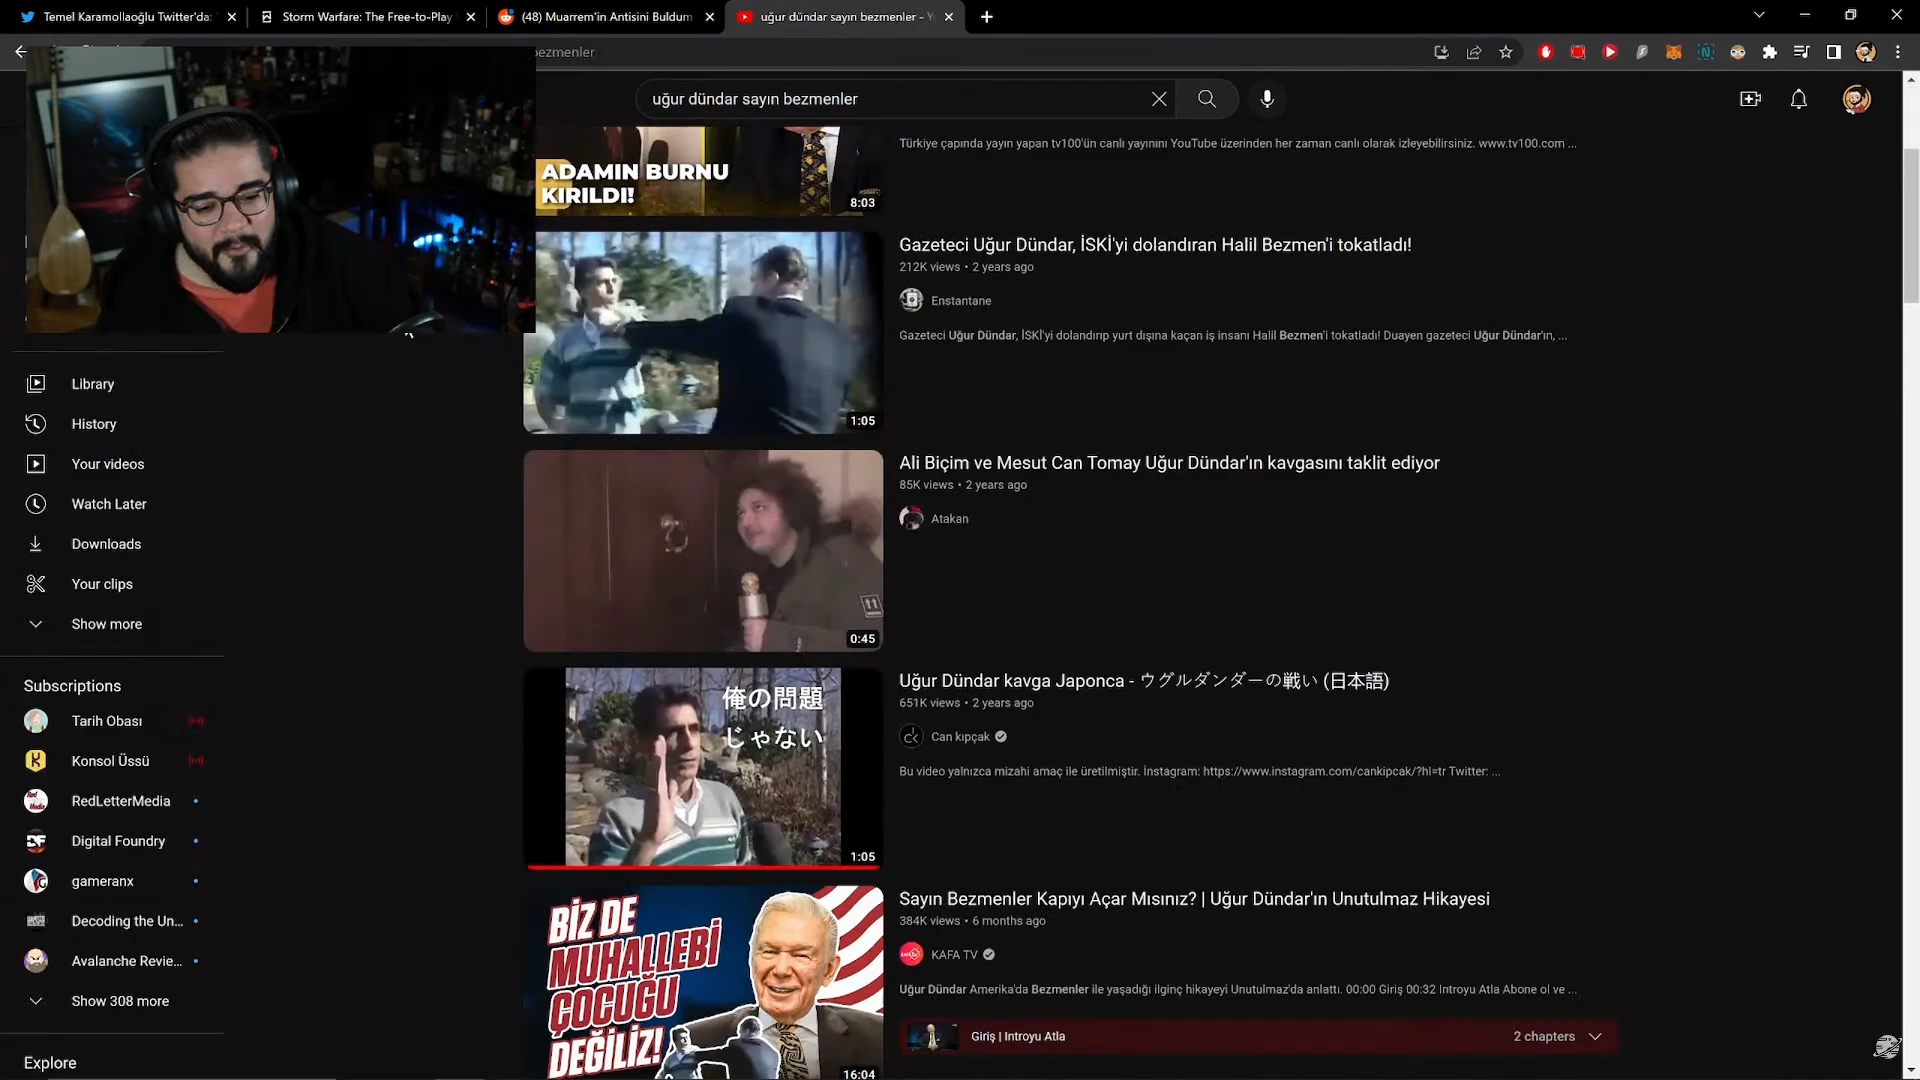 Temel Karamollaoğlu Twitter'da:
Storm Warfare: The Free-to-Play
(48) Muarrem'in Antisini Buldum
uğur dündar sayın bezmenler - Y
bezmenler
uğur dündar sayın bezmenler
Türkiye çapında yayın yapan tv100'ün canlı yayınını YouTube üzerinden her zaman canlı olarak izleyebilirsiniz. www.tv100.com ...
ADAMIN BURNU
KIRILDI!
8:03
Gazeteci Uğur Dündar, İSKİ'yi dolandıran Halil Bezmen'i tokatladı!
212K views • 2 years ago
Enstantane
Gazeteci Uğur Dündar, İSKİ'yi dolandırıp yurt dışına kaçan iş insanı Halil Bezmen'i tokatladı! Duayen gazeteci Uğur Dündar'ın, ...
1:05
Library
History
Your videos
Watch Later
Downloads
Your clips
Show more
Ali Biçim ve Mesut Can Tomay Uğur Dündar'ın kavgasını taklit ediyor
85K views • 2 years ago
Atakan
0:45
Subscriptions
Tarih Obası
Konsol Üssü
RedLetterMedia
Digital Foundry
gameranx
Decoding the Un...
Avalanche Revie...
Show 308 more
Explore
俺の問題
じゃない
1:05
Uğur Dündar kavga Japonca - ウグルダンダーの戦い (日本語)
651K views • 2 years ago
Can kıpçak
Bu video yalnızca mizahi amaç ile üretilmiştir. İnstagram: https://www.instagram.com/cankipcak/?hl=tr Twitter: ...
BİZ DE
MUHALLEBİ
ÇOCUĞU
DEĞİLİZ!
16:04
Sayın Bezmenler Kapıyı Açar Mısınız? | Uğur Dündar'ın Unutulmaz Hikayesi
384K views • 6 months ago
KAFA TV
Uğur Dündar Amerika'da Bezmenler ile yaşadığı ilginç hikayeyi Unutulmaz'da anlattı. 00:00 Giriş 00:32 Introyu Atla Abone ol ve ...
Giriş | Introyu Atla
2 chapters